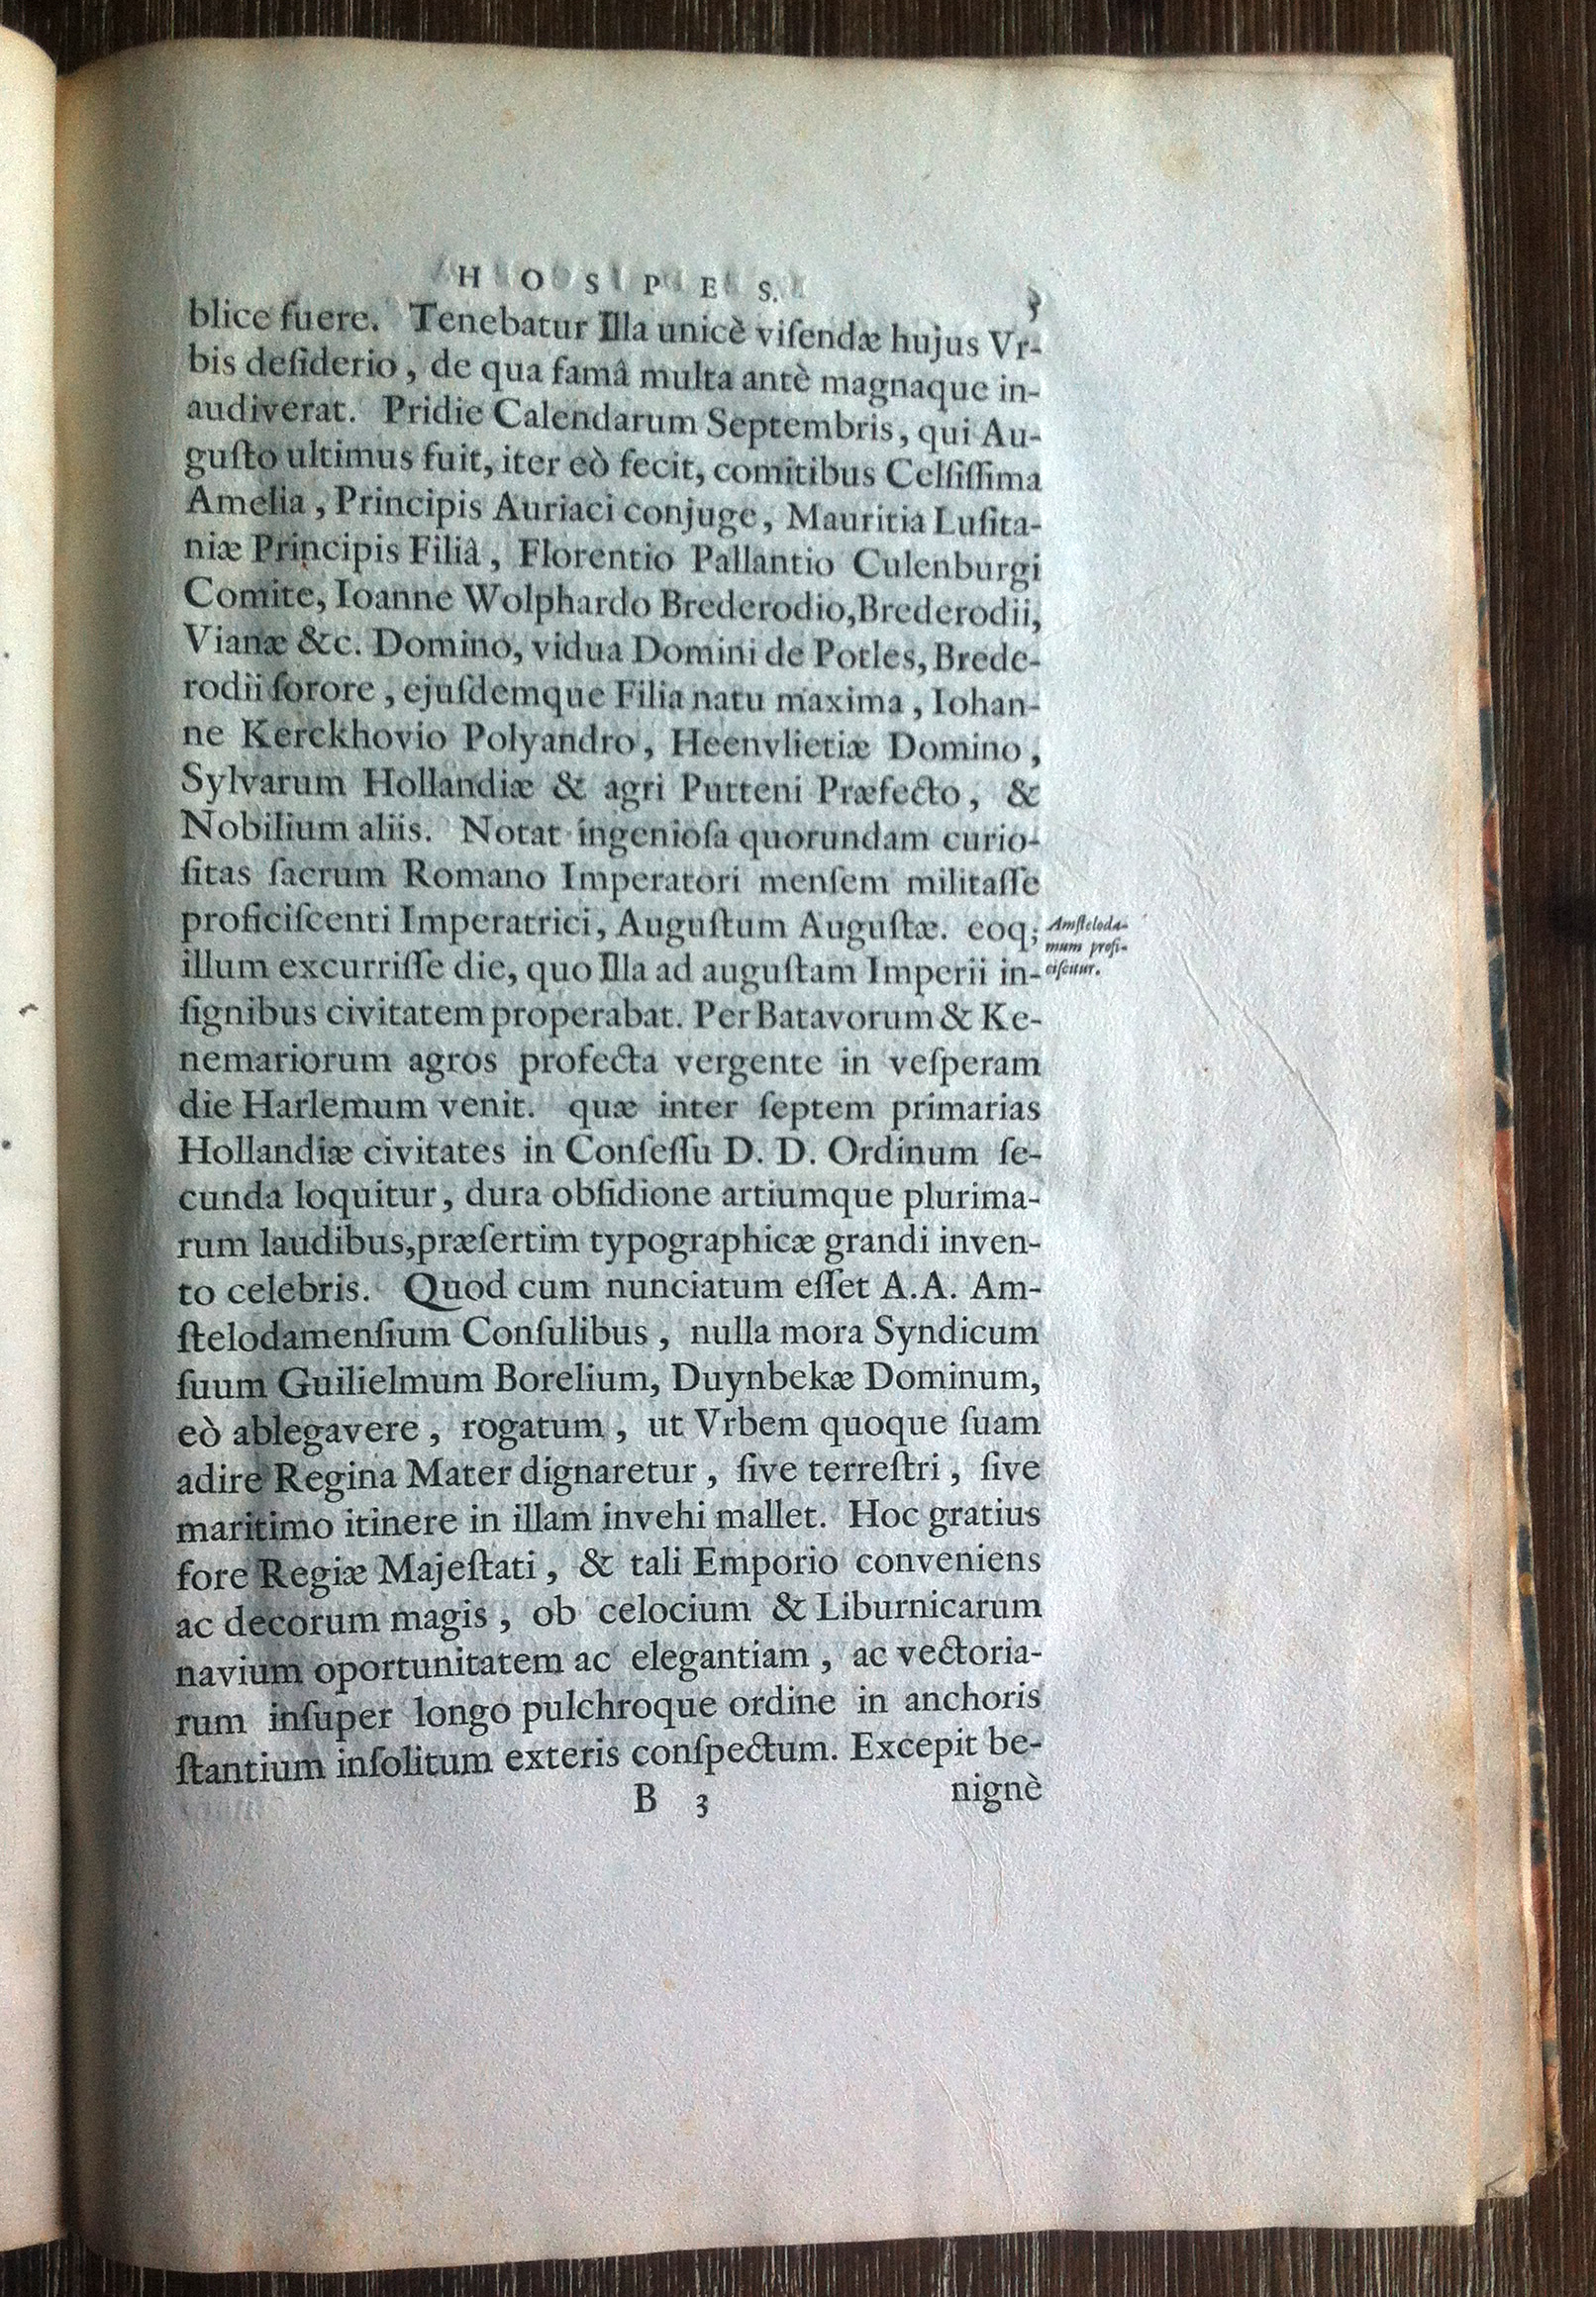 HOSPES.
blice fuere. Tenebatur Illa unicè viſendæ hujus Vr-
bis deſiderio, de qua famâ multa antè magnaque in-
audiverat. Pridie Calendarum Septembris, qui Au-
guſto ultimus fuit, iter eò fecit, comitibus Celſiſſima
Amelia, Principis Auriaci conjuge, Mauritia Luſita-
niæ Principis Filiâ, Florentio Pallantio Culenburgi
Comite, Ioanne Wolphardo Brederodio, Brederodii,
Vianæ &c. Domino, vidua Domini de Potles, Brede-
rodii ſorore, ejuſdemque Filia natu maxima, Iohan-
ne Kerckhovio Polyandro, Heenvlietiæ Domino,
Sylvarum Hollandiæ & agri Putteni Præfecto, &
Nobilium aliis. Notat ingenioſa quorundam curio-
ſitas ſacrum Romano Imperatori menſem militaſſe
proficiſcenti Imperatrici, Auguſtum Auguſtæ. eoq;
illum excurriſſe die, quo Illa ad auguſtam Imperii in-
ſignibus civitatem properabat. Per Batavorum & Ke-
nemariorum agros profecta vergente in veſperam
die Harlemum venit. quæ inter ſeptem primarias
Hollandiæ civitates in Conſeſſu D. D. Ordinum ſe-
cunda loquitur, dura obſidione artiumque plurima-
rum laudibus, præſertim typographicæ grandi inven-
to celebris. Quod cum nunciatum eſſet A.A. Am-
ſtelodamenſium Conſulibus, nulla mora Syndicum
ſuum Guilielmum Borelium, Duynbekæ Dominum,
eò ablegavere, rogatum, ut Vrbem quoque ſuam
adire Regina Mater dignaretur, ſive terreſtri, ſive
maritimo itinere in illam invehi mallet. Hoc gratius
fore Regiæ Majeſtati, & tali Emporio conveniens
ac decorum magis, ob celocium & Liburnicarum
navium oportunitatem ac elegantiam, ac vectoria-
rum inſuper longo pulchroque ordine in anchoris
ſtantium inſolitum exteris conſpectum. Excepit be-
B 3 nignè
Amſteloda-
mum profi-
ciſcitur.